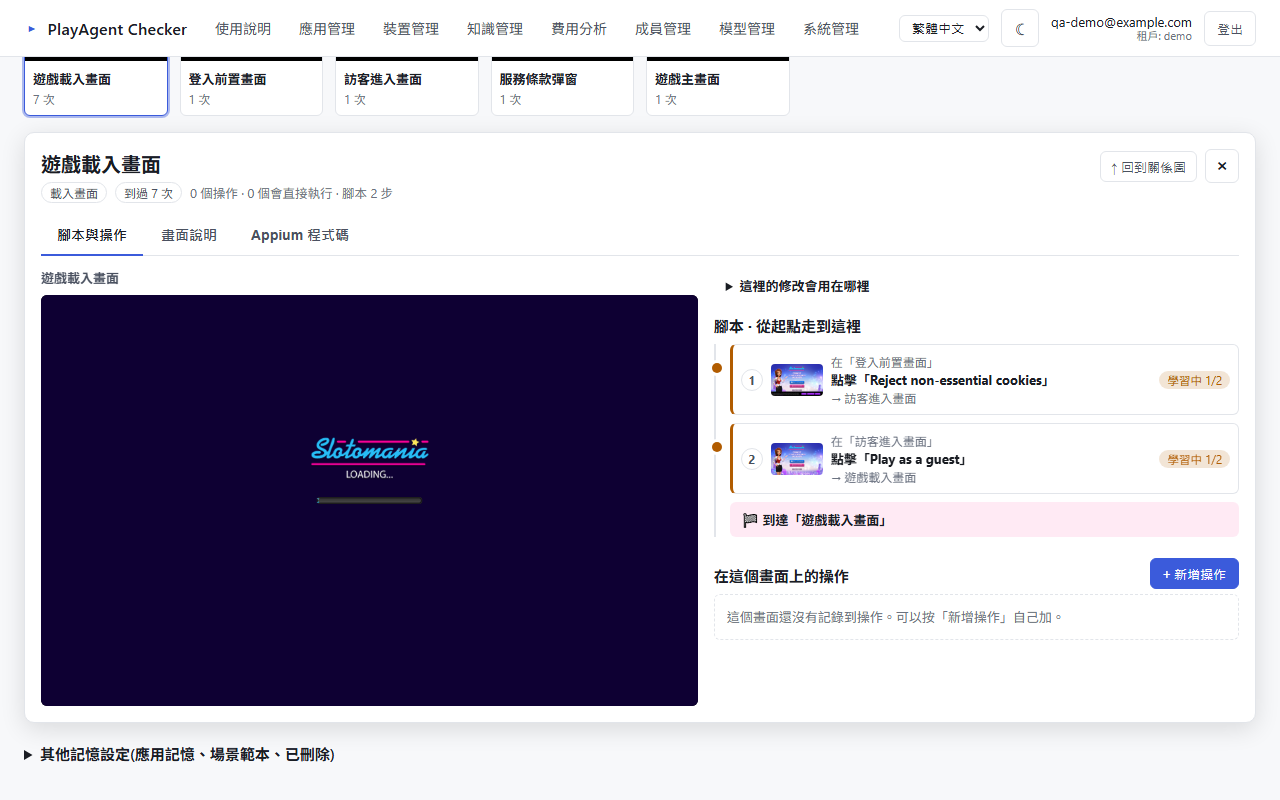 PlayAgent Checker
使用說明
應用管理
裝置管理
知識管理
費用分析
成員管理
模型管理
系統管理
繁體中文
qa-demo@example.com
租戶: demo
登出
遊戲載入畫面
7 次
登入前置畫面
1 次
訪客進入畫面
1 次
服務條款彈窗
1 次
遊戲主畫面
1 次
遊戲載入畫面
↑ 回到關係圖
×
載入畫面
到過 7 次
0 個操作 · 0 個會直接執行 · 腳本 2 步
腳本與操作
畫面說明
Appium 程式碼
遊戲載入畫面
Slotomania
LOADING...
▶ 這裡的修改會用在哪裡
腳本 · 從起點走到這裡
1
在「登入前置畫面」
點擊「Reject non-essential cookies」
→ 訪客進入畫面
學習中 1/2
2
在「訪客進入畫面」
點擊「Play as a guest」
→ 遊戲載入畫面
學習中 1/2
到達「遊戲載入畫面」
在這個畫面上的操作
+ 新增操作
這個畫面還沒有記錄到操作。可以按「新增操作」自己加。
▶ 其他記憶設定(應用記憶、場景範本、已刪除)